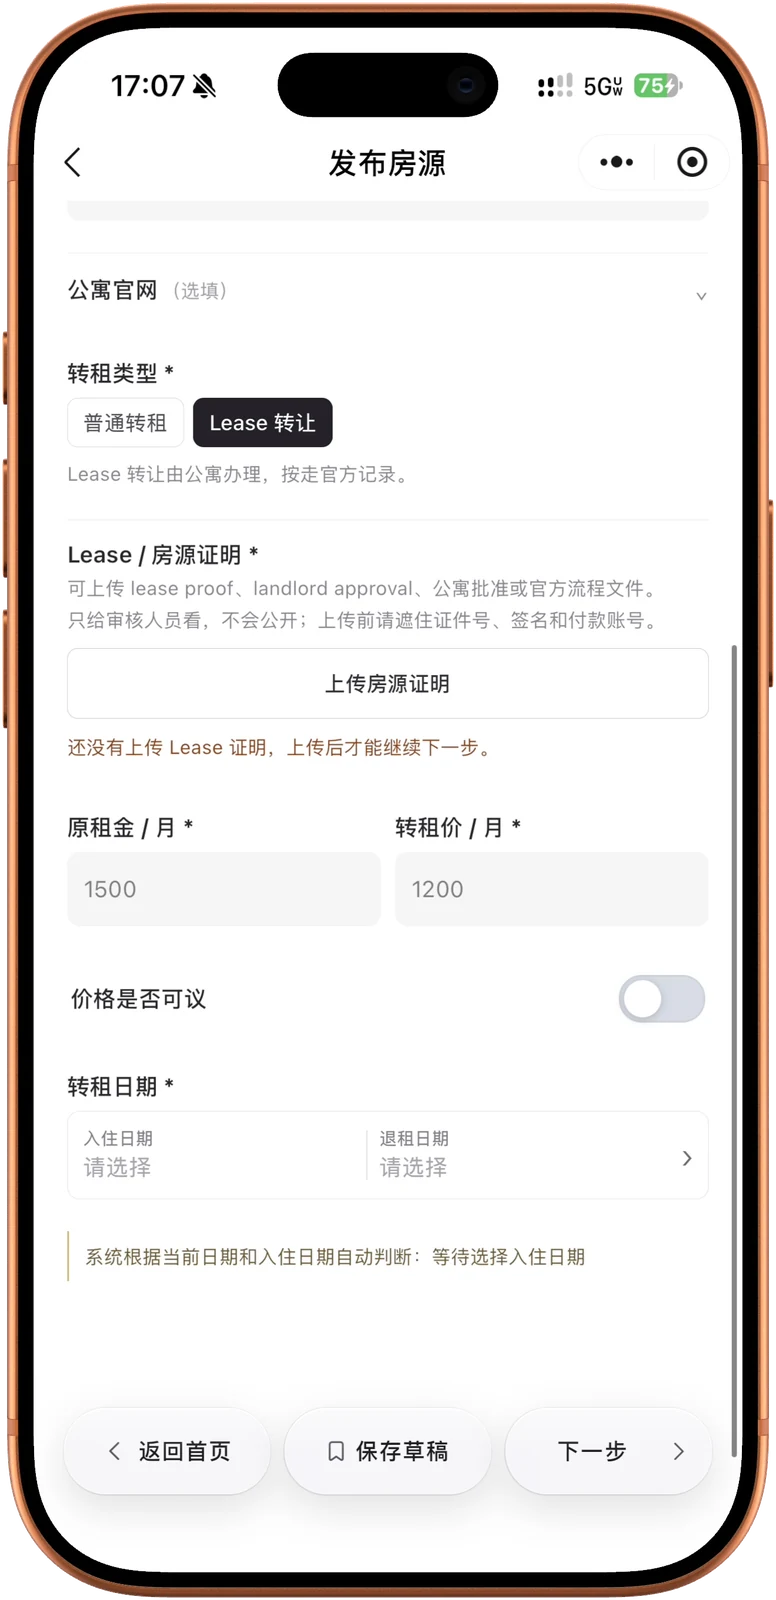 17:07
5GUW 75
发布房源
公寓官网 (选填)
转租类型 *
普通转租 Lease 转让
Lease 转让由公寓办理，按走官方记录。
Lease / 房源证明 *
可上传 lease proof、landlord approval、公寓批准或官方流程文件。
只给审核人员看，不会公开；上传前请遮住证件号、签名和付款账号。
上传房源证明
还没有上传 Lease 证明，上传后才能继续下一步。
原租金 / 月 * 转租价 / 月 *
1500 1200
价格是否可议
转租日期 *
入住日期 退租日期
请选择 请选择
系统根据当前日期和入住日期自动判断：等待选择入住日期
返回首页 保存草稿 下一步